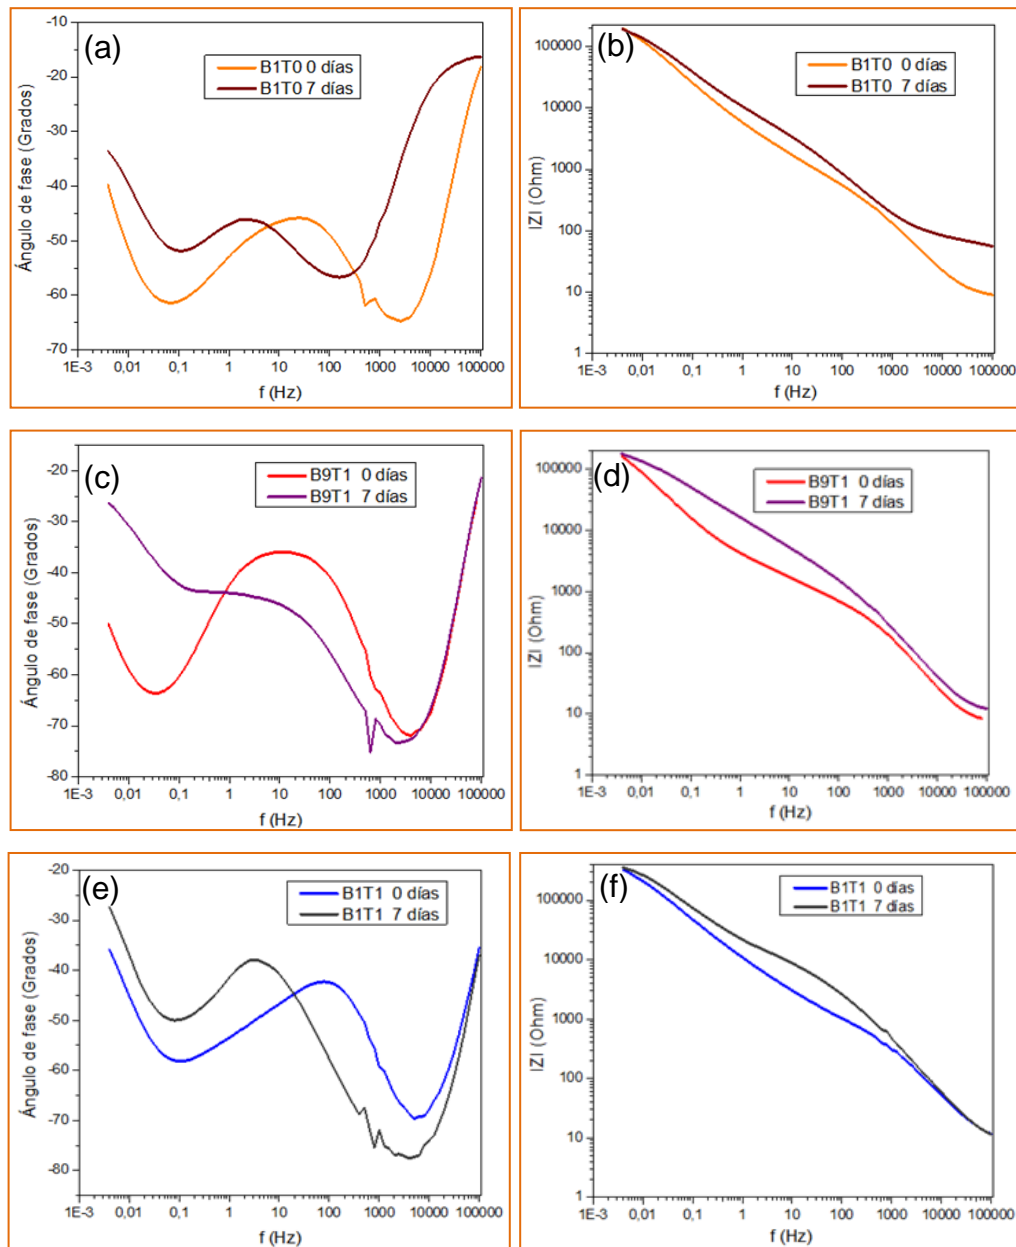 (a)
B1T0 0 días
B1T0 7 días
Ángulo de fase (Grados)
-10
-20
-30
-40
-50
-60
-70
1E-3 0,01 0,1 1 10 100 1000 10000 100000
f (Hz)
(b)
B1T0 0 días
B1T0 7 días
IZI (Ohm)
100000
10000
1000
100
10
1
1E-3 0,01 0,1 1 10 100 1000 10000 100000
f (Hz)
(c)
B9T1 0 días
B9T1 7 días
Ángulo de fase (Grados)
-20
-30
-40
-50
-60
-70
-80
1E-3 0,01 0,1 1 10 100 1000 10000 100000
f (Hz)
(d)
B9T1 0 días
B9T1 7 días
IZI (Ohm)
100000
10000
1000
100
10
1
1E-3 0,01 0,1 1 10 100 1000 10000 100000
f (Hz)
(e)
B1T1 0 días
B1T1 7 días
Ángulo de fase (Grados)
-20
-30
-40
-50
-60
-70
-80
1E-3 0,01 0,1 1 10 100 1000 10000 100000
f (Hz)
(f)
B1T1 0 días
B1T1 7 días
IZI (Ohm)
100000
10000
1000
100
10
1
1E-3 0,01 0,1 1 10 100 1000 10000 100000
f (Hz)